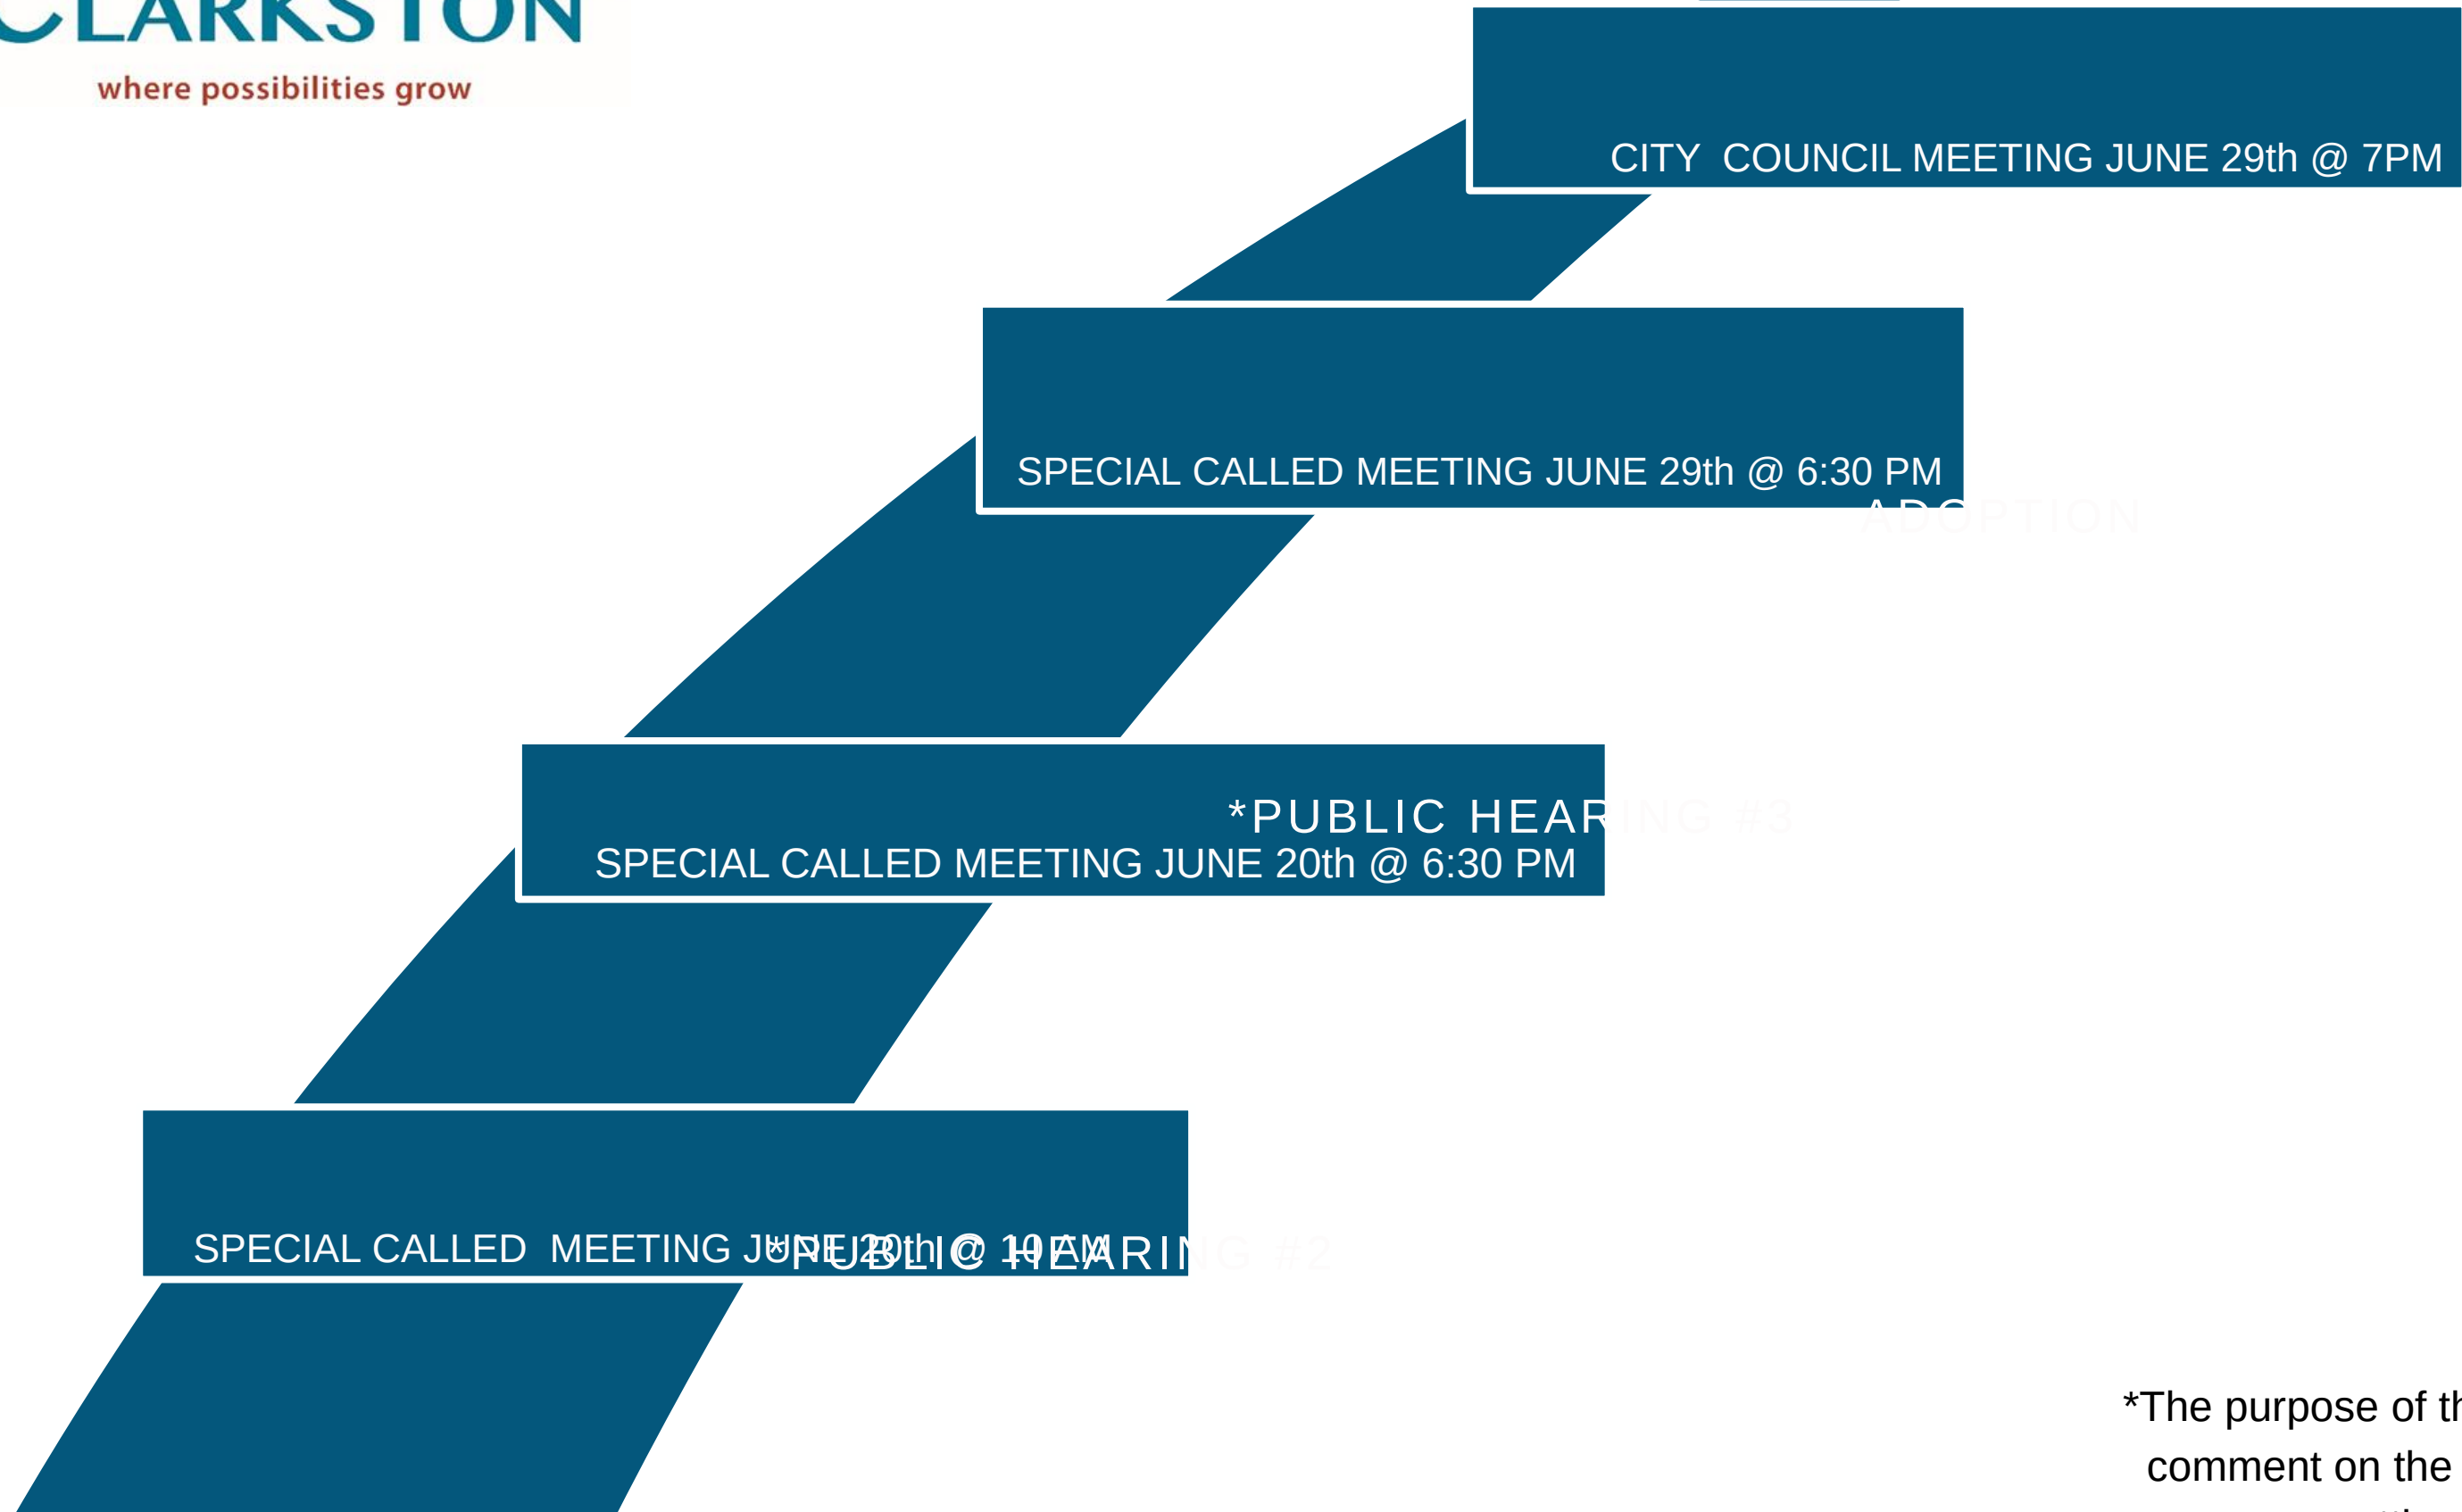 CLARKSTON
where possibilities grow
CITY COUNCIL MEETING JUNE 29th @ 7PM
SPECIAL CALLED MEETING JUNE 29th @ 6:30 PM
ADOPTION
*PUBLIC HEARING #3
SPECIAL CALLED MEETING JUNE 20th @ 6:30 PM
SPECIAL CALLED MEETING JUNE 20th @ 10 AM
*PUBLIC HEARING #2
*The purpose of th
comment on the